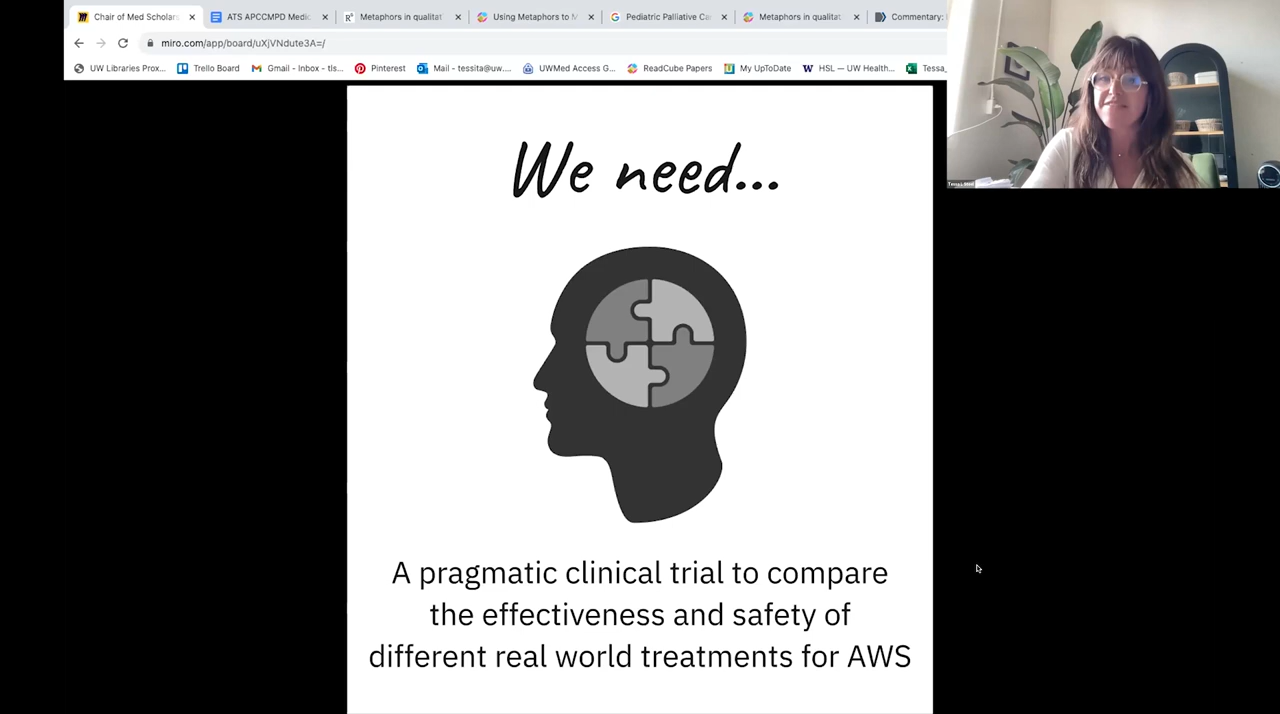 Chair of Med Scholars
ATS APCCMPD Medic
Metaphors in qualitat
Using Metaphors to M
Pediatric Palliative Ca
Metaphors in qualitat
Commentary:
miro.com/app/board/uXjVNdute3A=/
UW Libraries Prox...
Trello Board
Gmail - Inbox - tls...
Pinterest
Mail - tessita@uw....
UWMed Access G...
ReadCube Papers
My UpToDate
HSL — UW Health...
Tessa_
We need...
A pragmatic clinical trial to compare
the effectiveness and safety of
different real world treatments for AWS